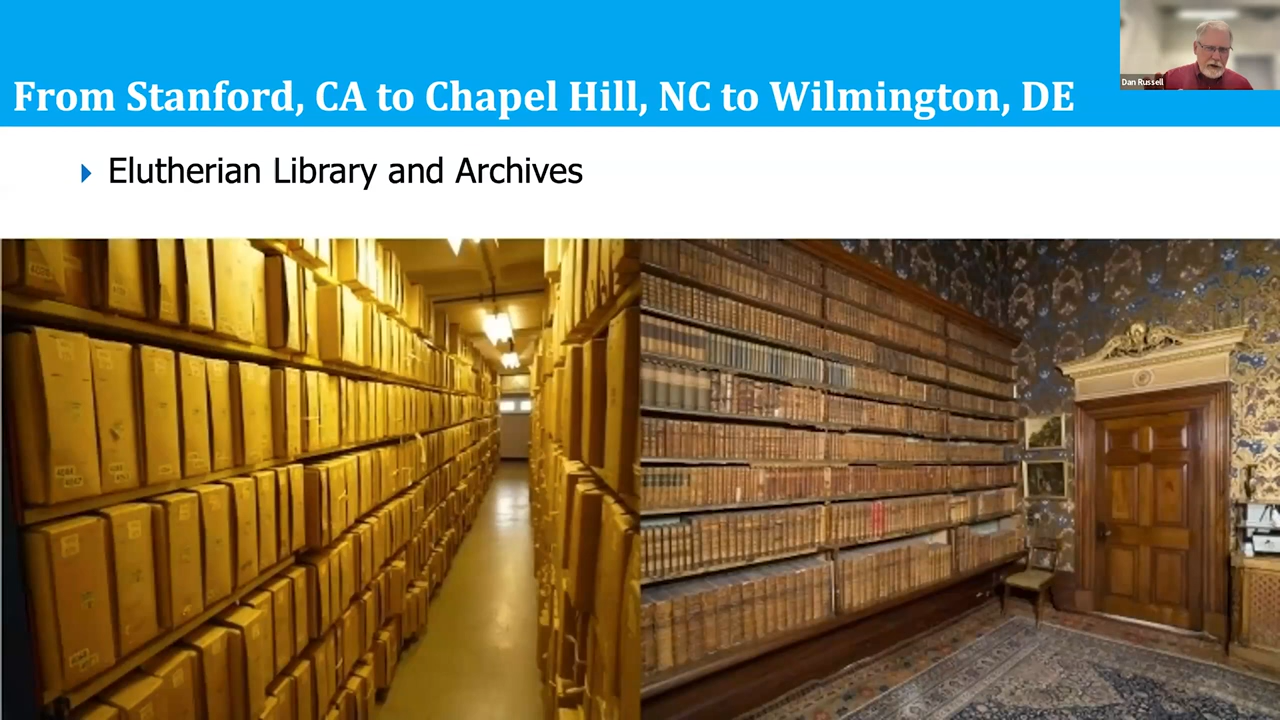 From Stanford, CA to Chapel Hill, NC to Wilmington, DE
Dan Russell
Elutherian Library and Archives